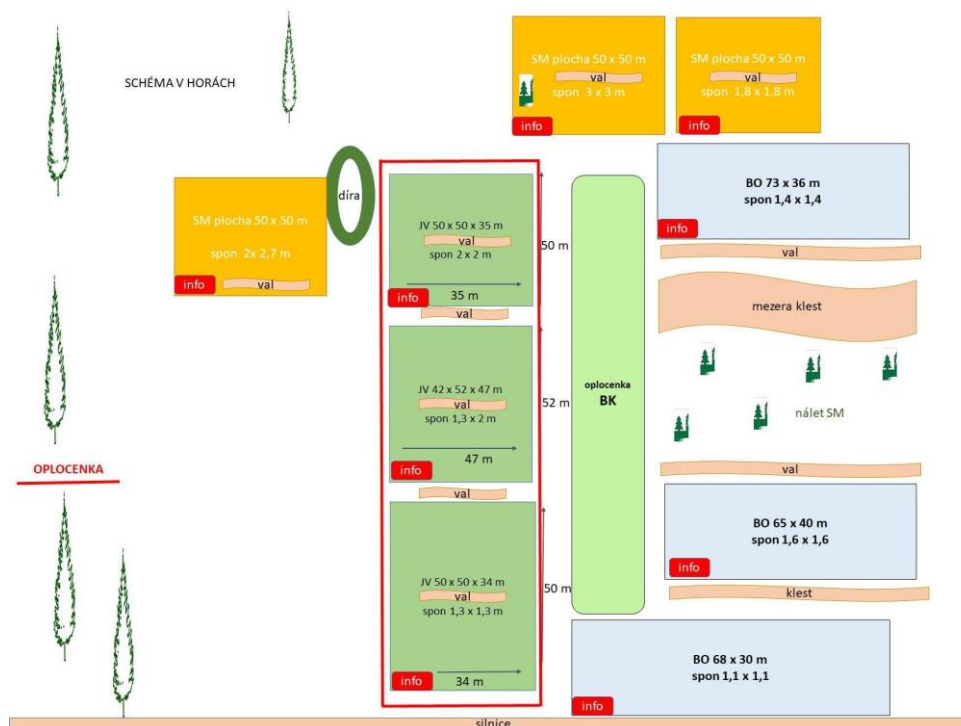 SCHÉMA V HORÁCH
SM plocha 50 x 50 m
val
spon 3 x 3 m
info
SM plocha 50 x 50 m
val
spon 1,8 x 1,8 m
info
SM plocha 50 x 50 m
spon 2x 2,7 m
info
val
díra
JV 50 x 50 x 35 m
val
spon 2 x 2 m
info
35 m
50 m
val
JV 42 x 52 x 47 m
val
spon 1,3 x 2 m
info
47 m
52 m
val
JV 50 x 50 x 34 m
val
spon 1,3 x 1,3 m
info
34 m
50 m
oplocenka
BK
BO 73 x 36 m
spon 1,4 x 1,4
info
val
mezera klest
nálet SM
val
BO 65 x 40 m
spon 1,6 x 1,6
info
klest
BO 68 x 30 m
spon 1,1 x 1,1
info
OPLOCENKA
silnice